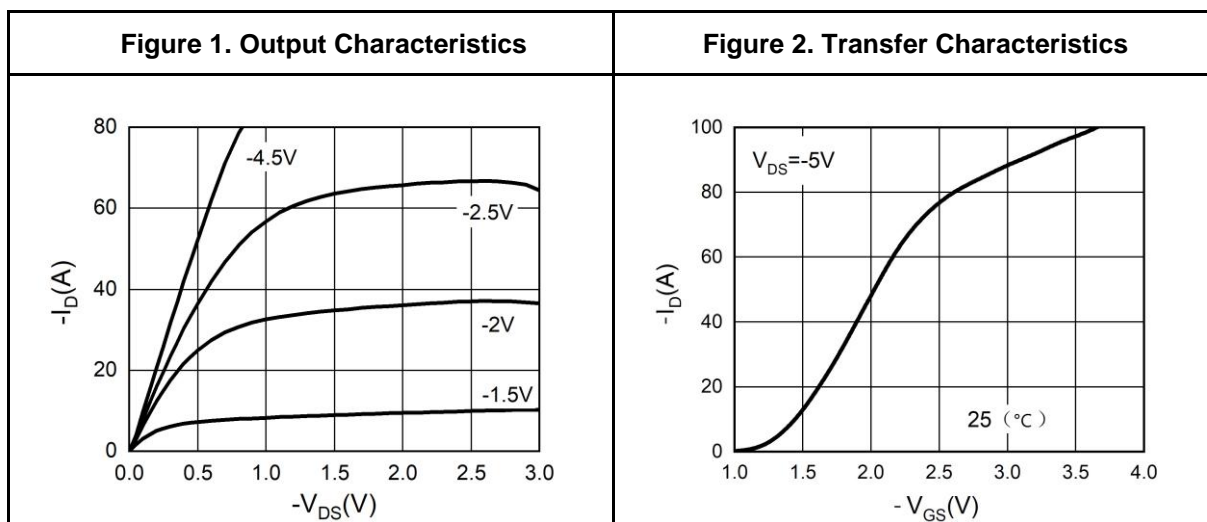 Figure 1. Output Characteristics
80
60
40
20
0
-I_D(A)
-4.5V
-2.5V
-2V
-1.5V
0.0 0.5 1.0 1.5 2.0 2.5 3.0
-V_DS(V)
Figure 2. Transfer Characteristics
100
80
60
40
20
0
-I_D(A)
V_DS=-5V
25（℃）
1.0 1.5 2.0 2.5 3.0 3.5 4.0
-V_GS(V)